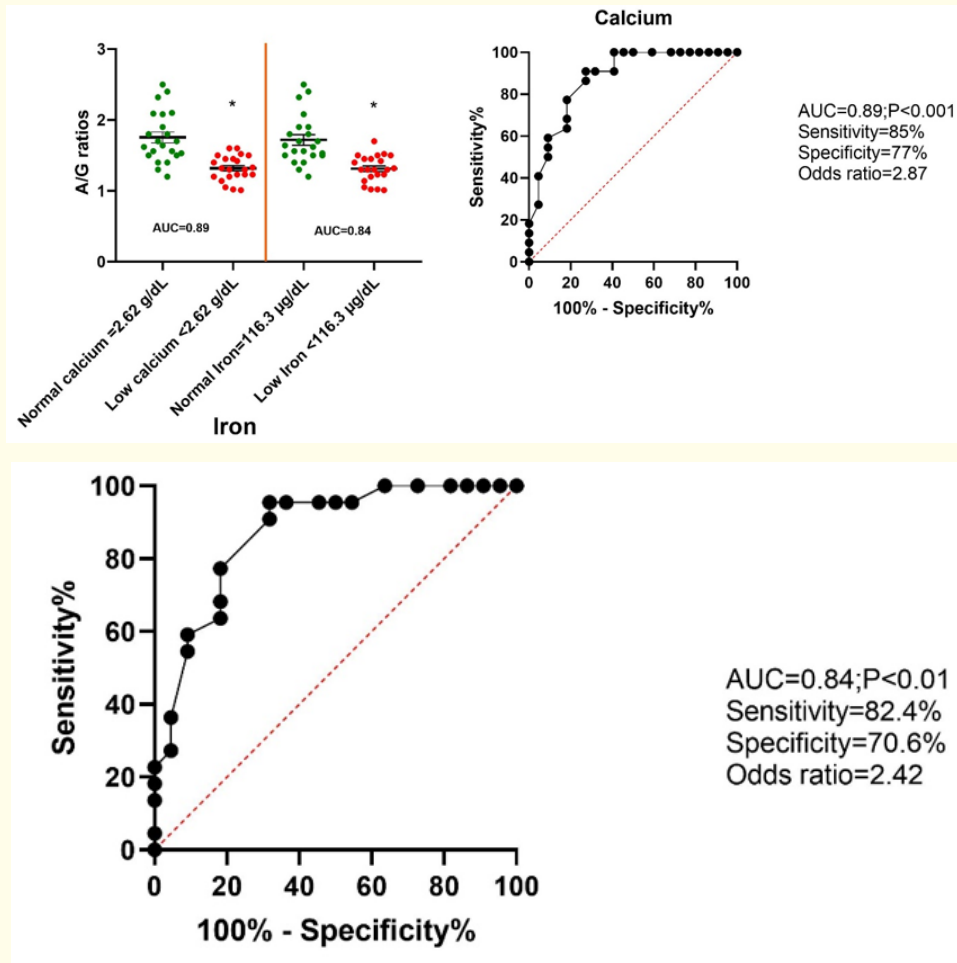 3
2
1
0
A/G ratios
*
*
AUC=0.89
AUC=0.84
Normal calcium =2.62 g/dL
Low calcium <2.62 g/dL
Normal Iron=116.3 µg/dL
Low Iron <116.3 µg/dL
Calcium
100
80
60
40
20
0
Sensitivity%
0 20 40 60 80 100
100% - Specificity%
AUC=0.89;P<0.001
Sensitivity=85%
Specificity=77%
Odds ratio=2.87
Iron
100
80
60
40
20
0
Sensitivity%
0 20 40 60 80 100
100% - Specificity%
AUC=0.84;P<0.01
Sensitivity=82.4%
Specificity=70.6%
Odds ratio=2.42